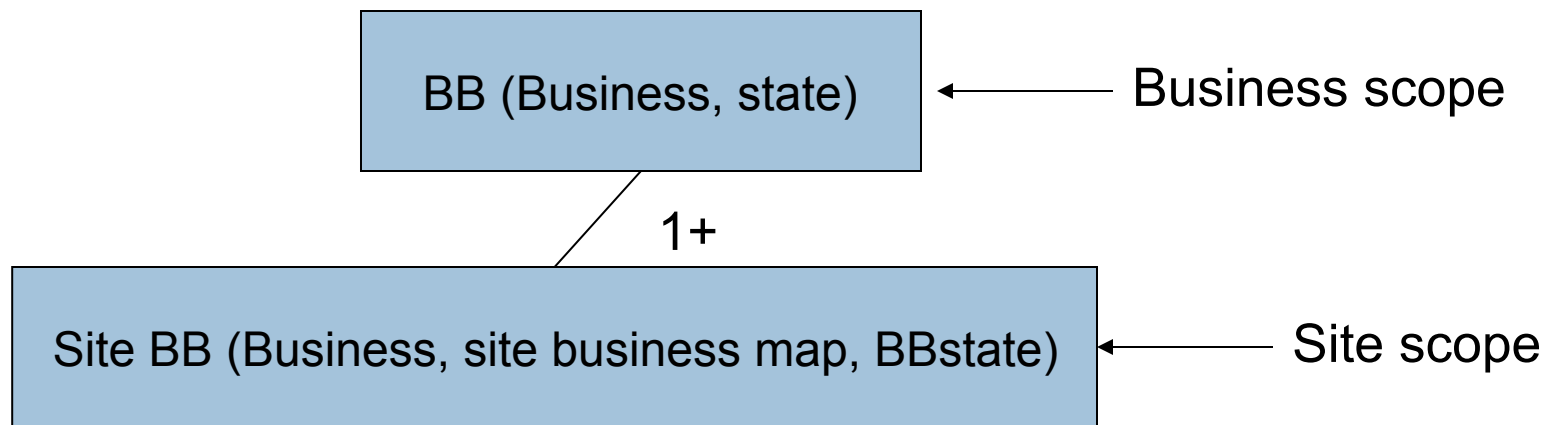 BB (Business, state)
Business scope
1+
Site BB (Business, site business map, BBstate)
Site scope